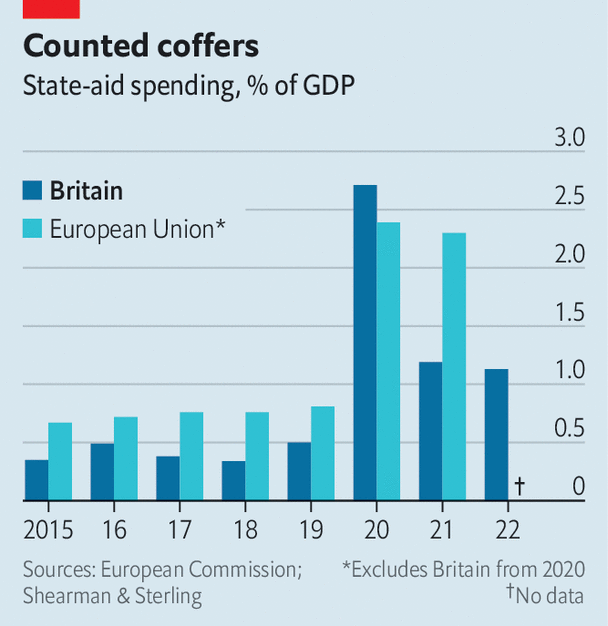 Counted coffers
State-aid spending, % of GDP
3.0
Britain
2.5
European Union*
2.0
1.5
1.0
0.5
†
0
2015 16 17 18 19 20 21 22
Sources: European Commission; *Excludes Britain from 2020
Shearman & Sterling †No data